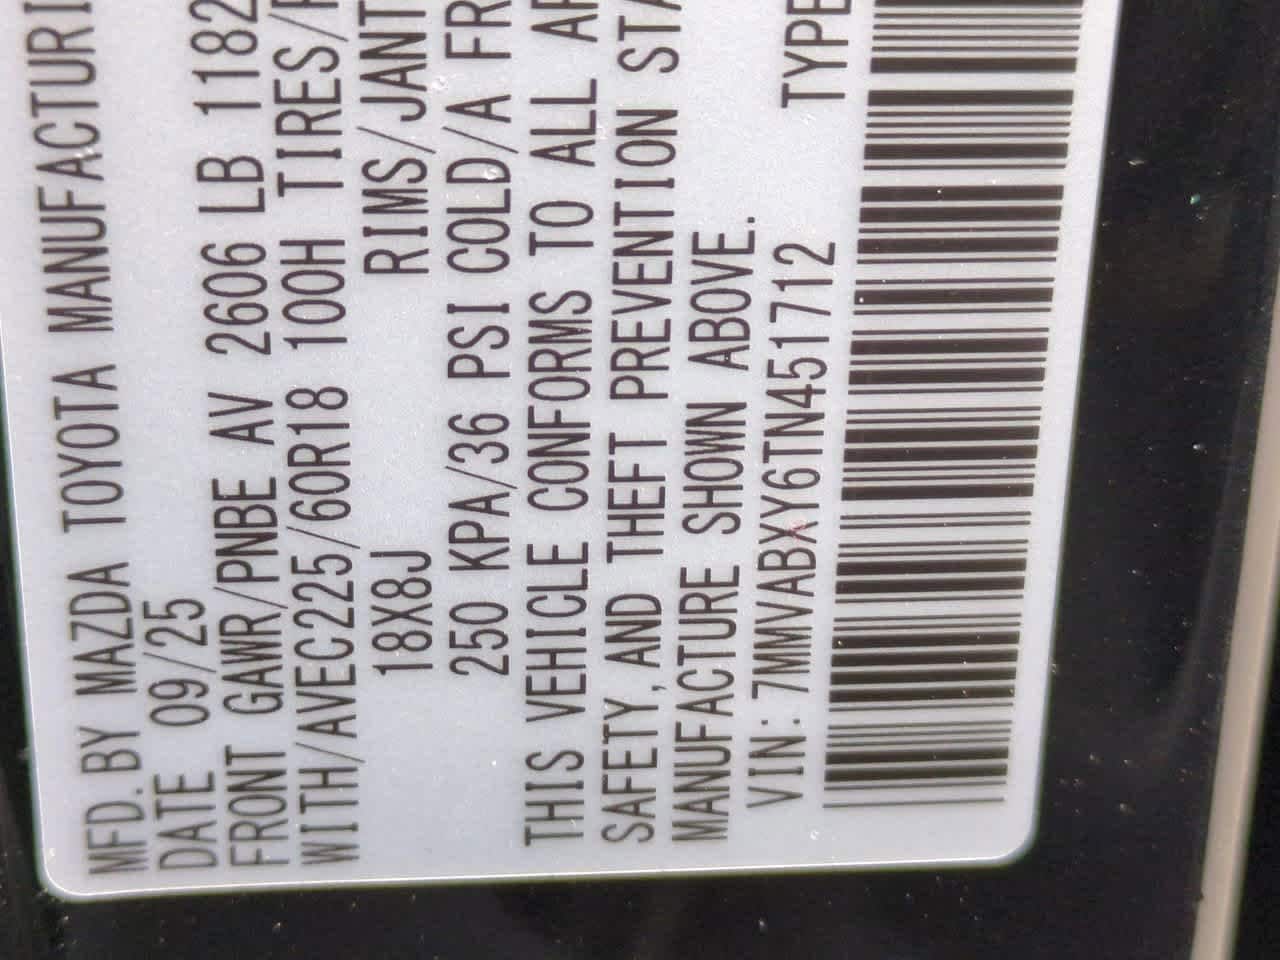 MFD. BY MAZDA TOYOTA MANUFACTURI
DATE 09/25
FRONT GAWR/PNBE AV 2606 LB 1182
WITH/AVEC225/60R18 100H TIRES/P
18X8J RIMS/JANT
250 KPA/36 PSI COLD/A FR
THIS VEHICLE CONFORMS TO ALL AP
SAFETY, AND THEFT PREVENTION STA
MANUFACTURE SHOWN ABOVE.
VIN: 7MMVABXY6TN451712 TYPE